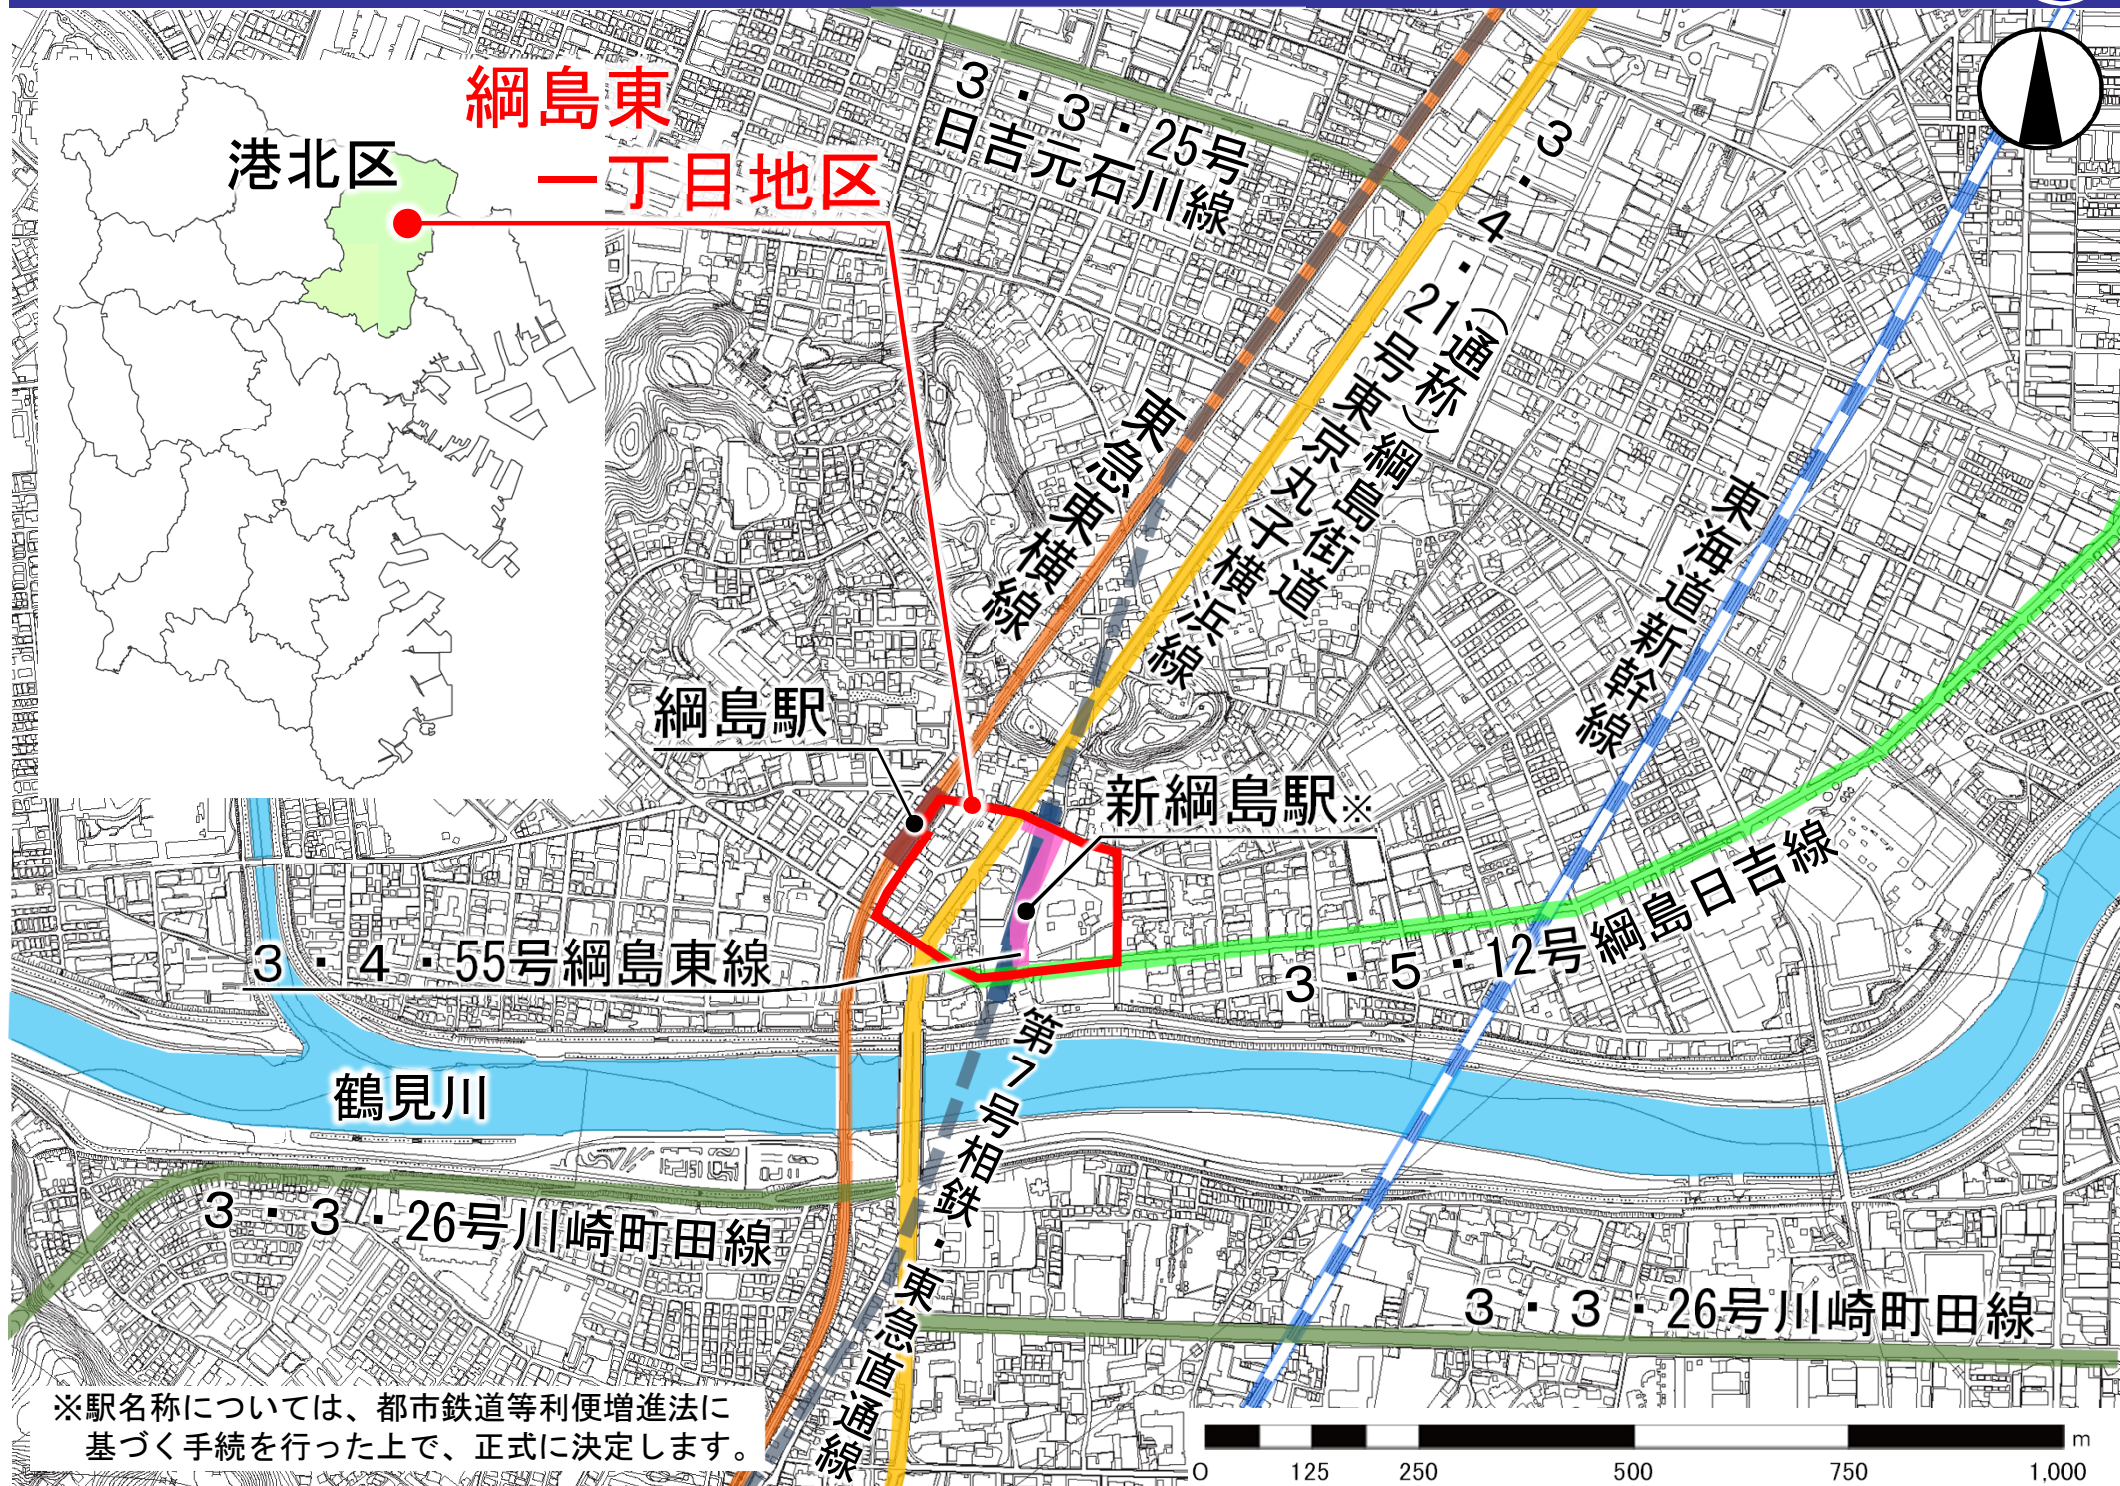 綱島東
一丁目地区
港北区
3・3・25号
日吉元石川線
3・4・21号東京丸子横浜線
（通称）綱島街道
東急東横線
東海道新幹線
綱島駅
新綱島駅※
3・4・55号綱島東線
3・5・12号綱島日吉線
鶴見川
第7号相鉄・東急直通線
3・3・26号川崎町田線
3・3・26号川崎町田線
※駅名称については、都市鉄道等利便増進法に
基づく手続を行った上で、正式に決定します。
0 125 250 500 750 1,000 m